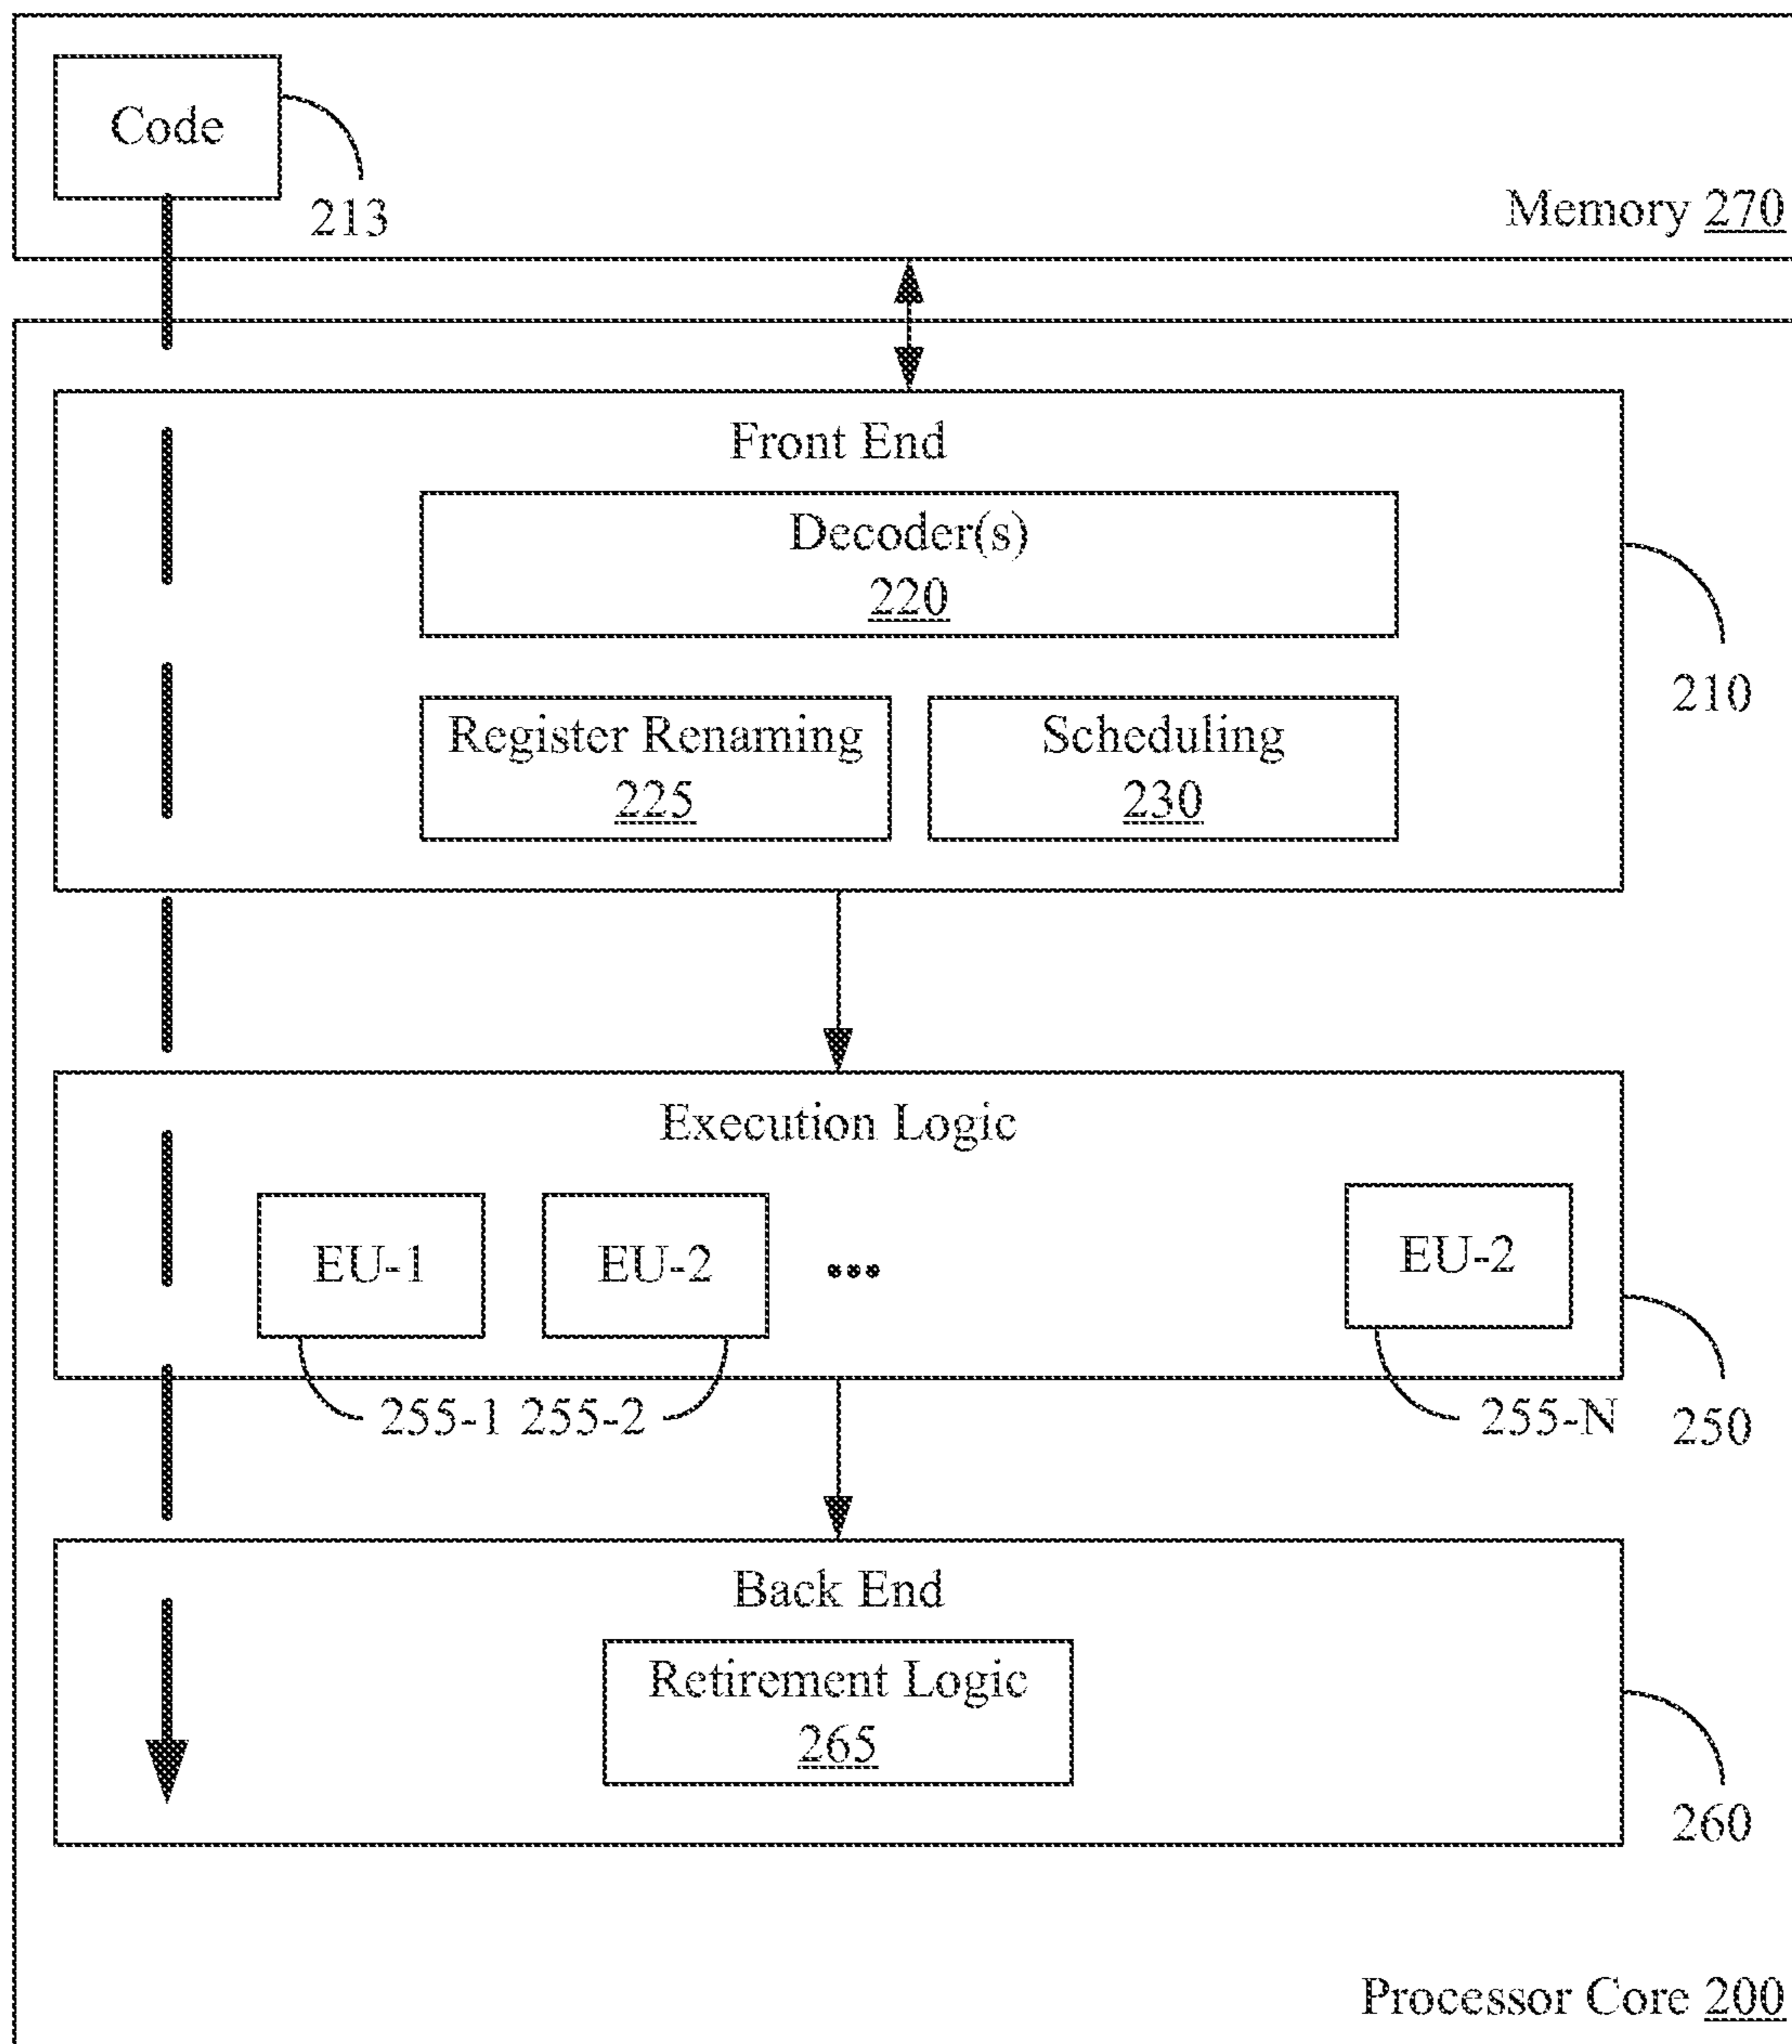 Code
213
Memory 270
Front End
Decoder(s)
220
210
Register Renaming
225
Scheduling
230
Execution Logic
EU-1
EU-2
•••
EU-2
255-1 255-2
255-N
250
Back End
Retirement Logic
265
260
Processor Core 200